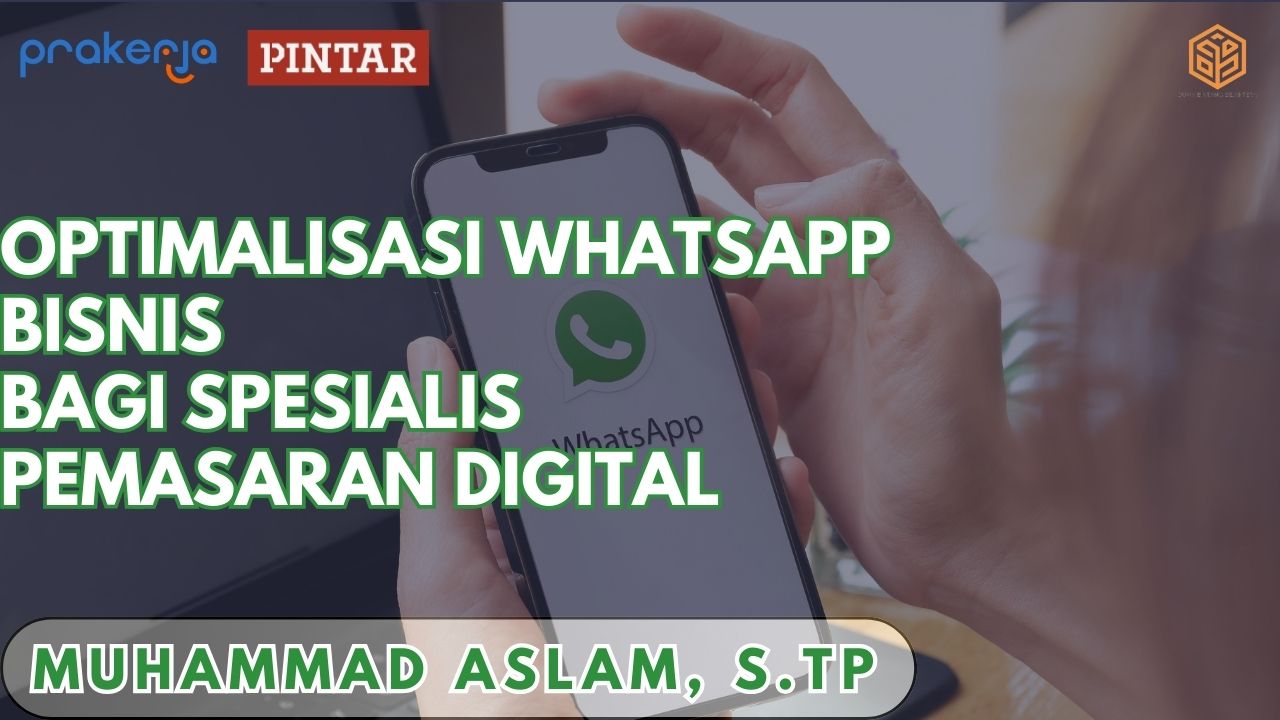 prakerja
PINTAR
OPTIMALISASI WHATSAPP
BISNIS
BAGI SPESIALIS
PEMASARAN DIGITAL
WhatsApp
MUHAMMAD ASLAM, S.TP